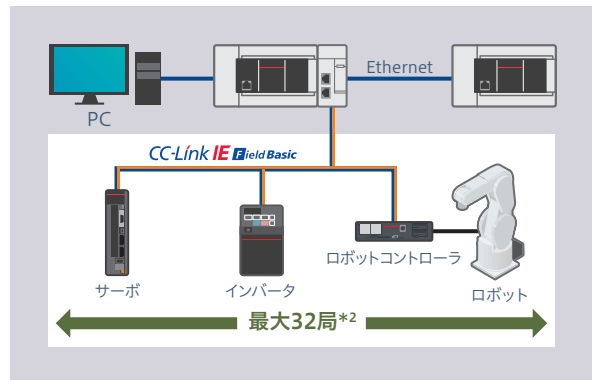 Ethernet
PC
CC-Link IE Field Basic
ロボットコントローラ
サーボ
インバータ
ロボット
最大32局*2